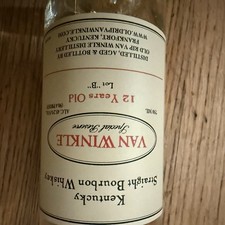 Kentucky
Straight Bourbon Whiskey
VAN WINKLE
Special Reserve
12 Years Old
Lot "B"
750 ML
DISTILLED, AGED & BOTTLED BY
OLD RIP VAN WINKLE DISTILLERY
FRANKFORT, KENTUCKY
WWW.OLDRIPVANWINKLE.COM